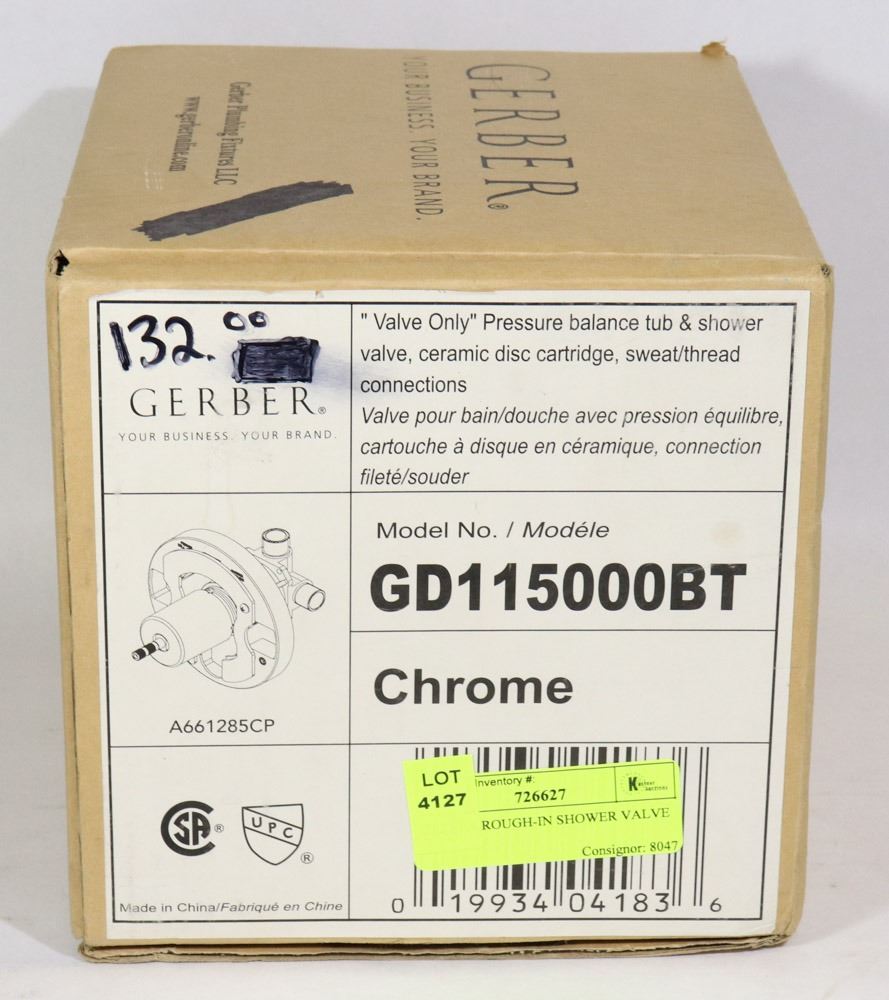 GERBER®
YOUR BUSINESS. YOUR BRAND.
Gerber Plumbing Fixtures LLC
www.gerberonline.com
132.00
GERBER®
YOUR BUSINESS. YOUR BRAND.
" Valve Only" Pressure balance tub & shower
valve, ceramic disc cartridge, sweat/thread
connections
Valve pour bain/douche avec pression équilibre,
cartouche à disque en céramique, connection
fileté/souder
A661285CP
Model No. / Modéle
GD115000BT
Chrome
CSA®
UPC®
Made in China/Fabriqué en Chine
LOT
4127
Inventory #:
726627
ROUGH-IN SHOWER VALVE
Consignor: 8047
0 19934 04183 6